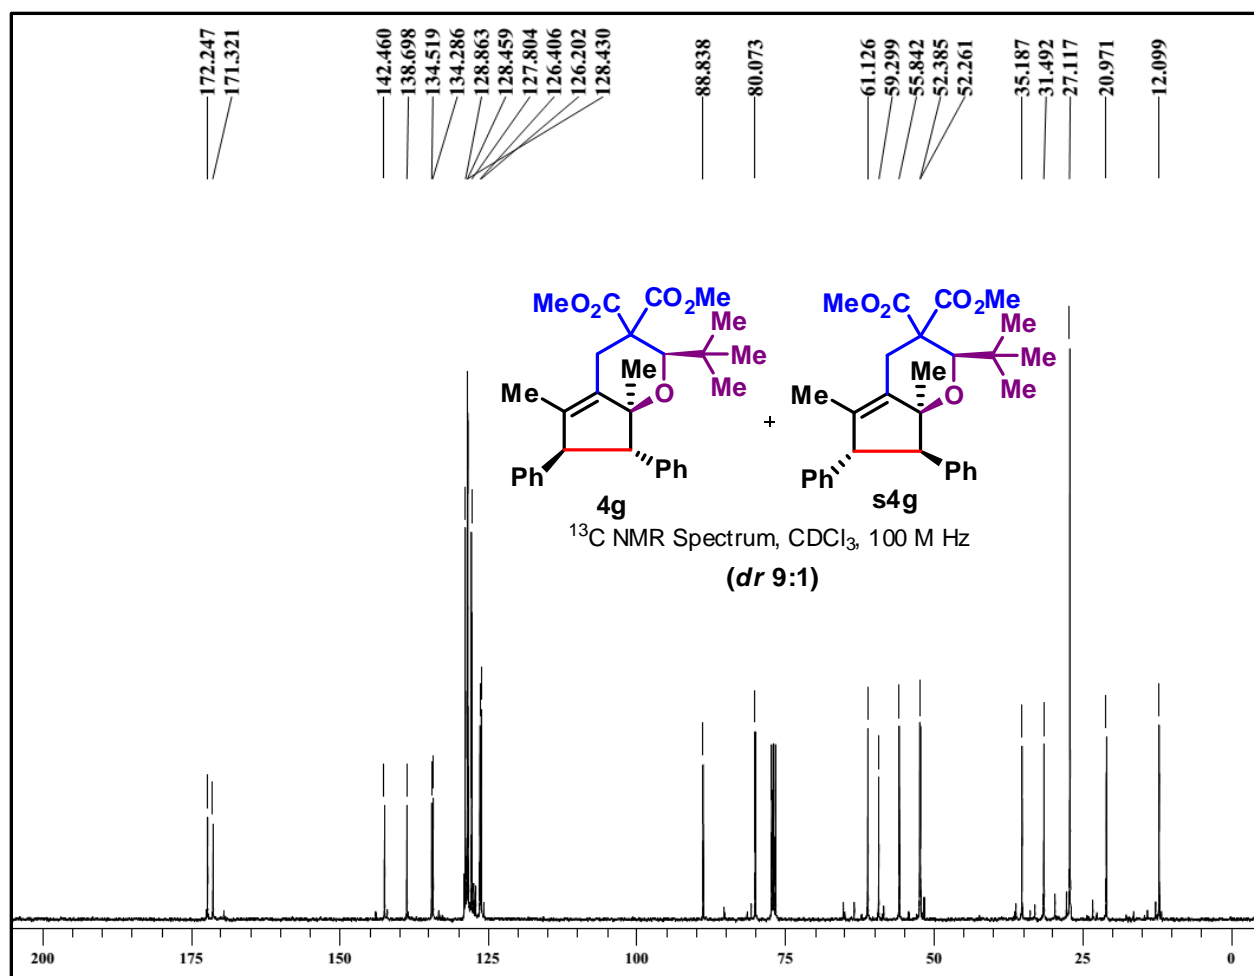 172.247
171.321
142.460
138.698
134.519
134.286
128.863
128.459
127.804
126.406
126.202
128.430
88.838
80.073
61.126
59.299
55.842
52.385
52.261
35.187
31.492
27.117
20.971
12.099
MeO₂C CO₂Me MeO₂C CO₂Me
Me Me
Me Me Me Me
Me Me
Me O Me O
+
Ph Ph Ph Ph
4g s4g
¹³C NMR Spectrum, CDCl₃, 100 M Hz
(dr 9:1)
200 175 150 125 100 75 50 25 0